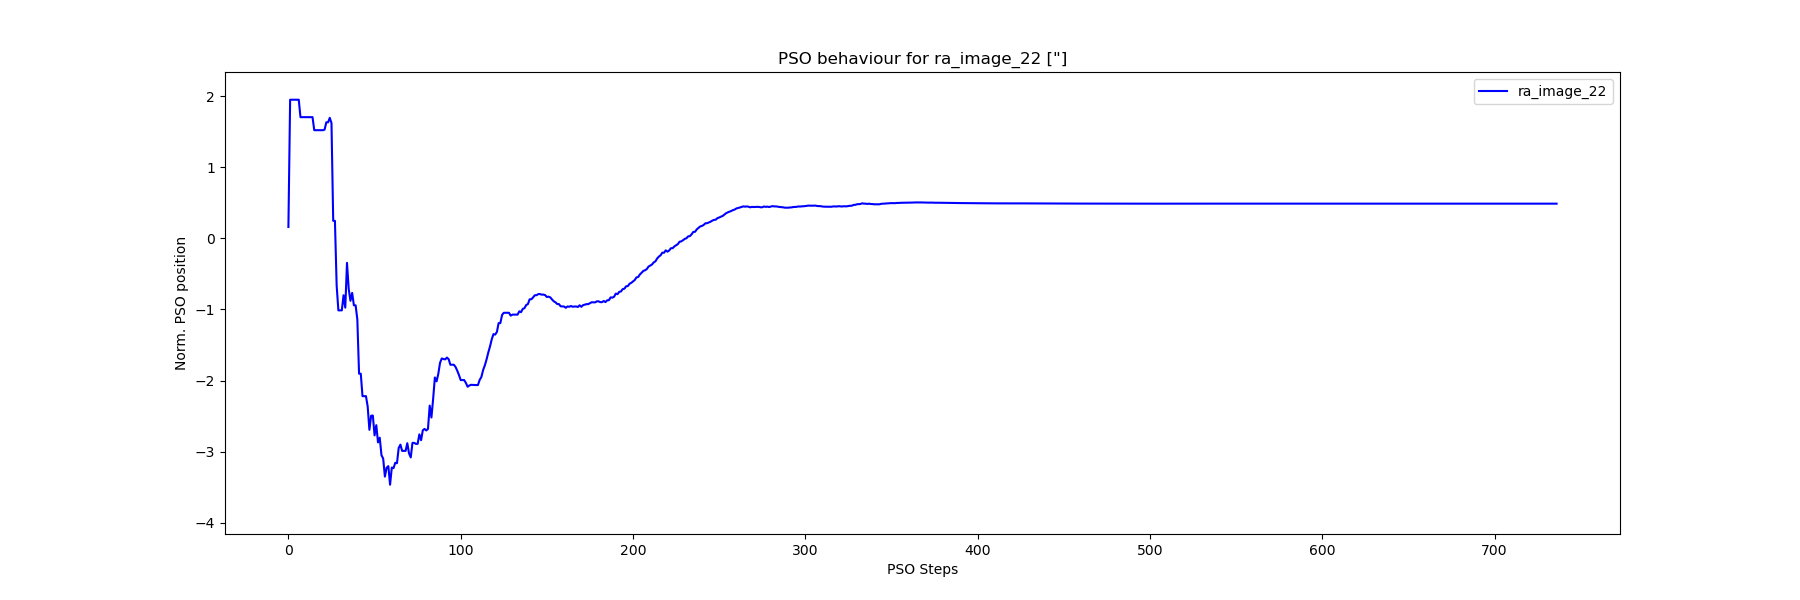 PSO behaviour for ra_image_22 ["]
ra_image_22
Norm. PSO position
2
1
0
−1
−2
−3
−4
0 100 200 300 400 500 600 700
PSO Steps